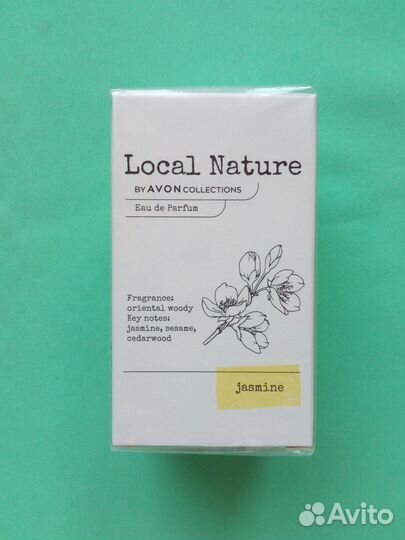 Local Nature
BY AVON COLLECTIONS
Eau de Parfum
Fragrance:
oriental woody
Key notes:
jasmine, sesame,
cedarwood
jasmine
Avito